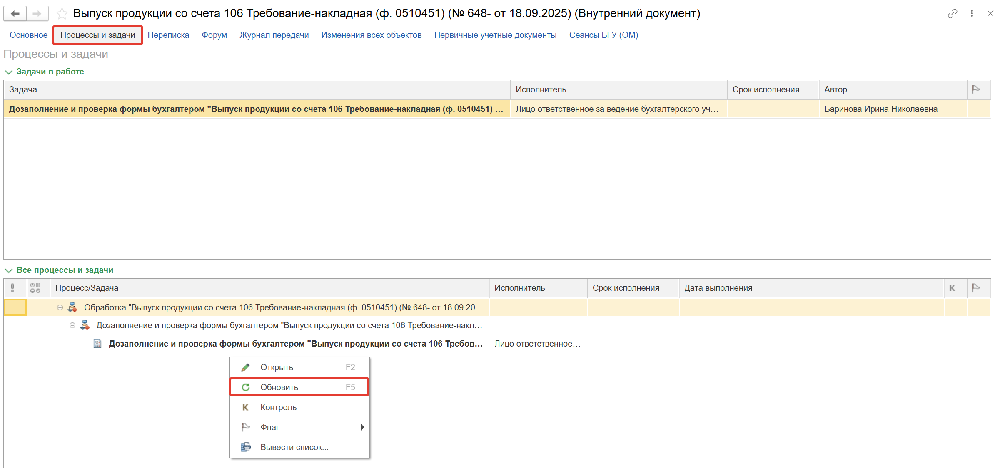 Выпуск продукции со счета 106 Требование-накладная (ф. 0510451) (№ 648- от 18.09.2025) (Внутренний документ)
Основное Процессы и задачи Переписка Форум Журнал передачи Изменения всех объектов Первичные учетные документы Сеансы БГУ (ОМ)
Процессы и задачи
Задачи в работе
Задача Исполнитель Срок исполнения Автор
Дозаполнение и проверка формы бухгалтером "Выпуск продукции со счета 106 Требование-накладная (ф. 0510451) ... Лицо ответственное за ведение бухгалтерского уч... Баринова Ирина Николаевна
Все процессы и задачи
Процесс/Задача Исполнитель Срок исполнения Дата выполнения К
Обработка "Выпуск продукции со счета 106 Требование-накладная (ф. 0510451) (№ 648- от 18.09.20...
Дозаполнение и проверка формы бухгалтером "Выпуск продукции со счета 106 Требование-накл...
Дозаполнение и проверка формы бухгалтером "Выпуск продукции со счета 106 Требов... Лицо ответственное...
Открыть F2
Обновить F5
К Контроль
Флаг
Вывести список...